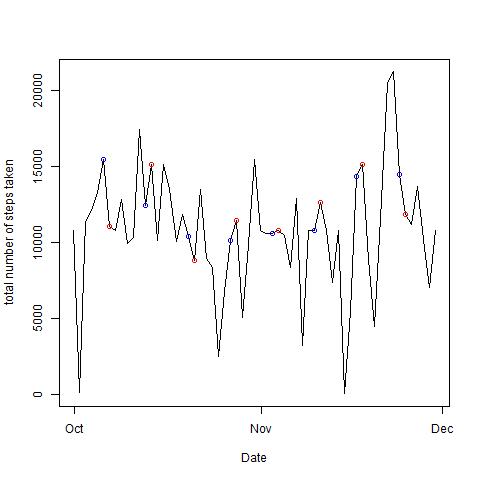 20000
15000
10000
5000
0
total number of steps taken
Oct
Nov
Dec
Date